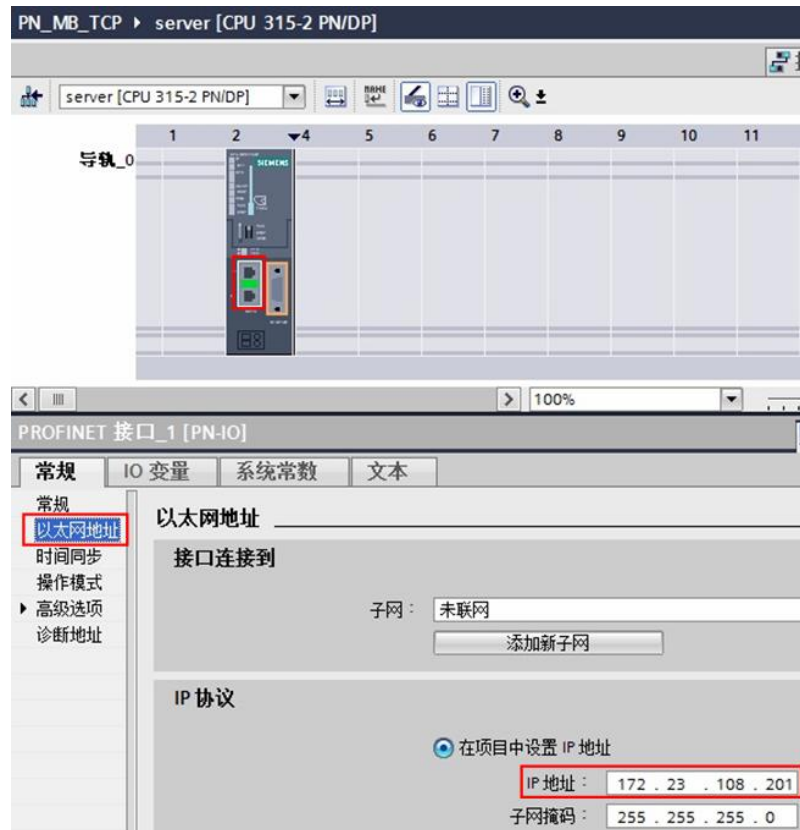 PN_MB_TCP ▸ server [CPU 315-2 PN/DP]
server [CPU 315-2 PN/DP]
1 2 4 5 6 7 8 9 10 11
导轨_0
SIEMENS
100%
PROFINET 接口_1 [PN-IO]
常规 IO 变量 系统常数 文本
常规
以太网地址
时间同步
操作模式
高级选项
诊断地址
以太网地址
接口连接到
子网：未联网
添加新子网
IP 协议
在项目中设置 IP 地址
IP 地址：172 . 23 . 108 . 201
子网掩码：255 . 255 . 255 . 0